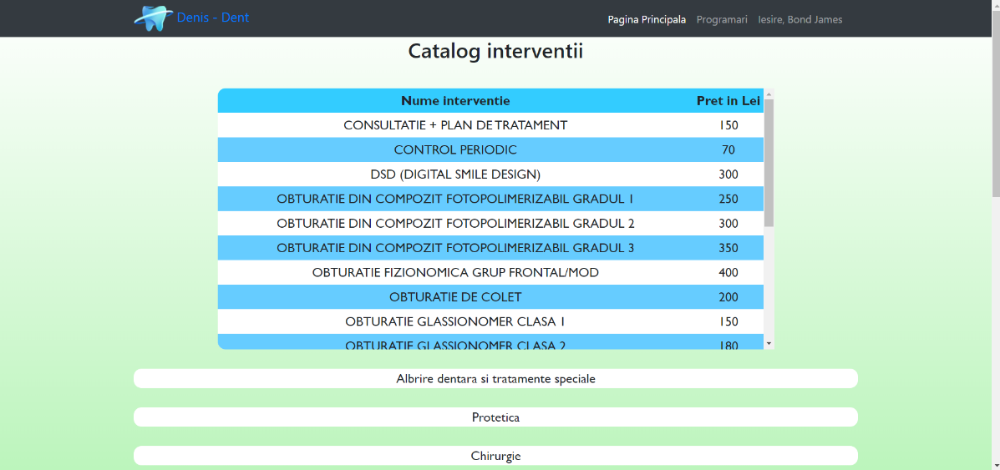 Denis - Dent
Pagina Principala Programari Iesire, Bond James
Catalog interventii
Nume interventie Pret in Lei
CONSULTATIE + PLAN DE TRATAMENT 150
CONTROL PERIODIC 70
DSD (DIGITAL SMILE DESIGN) 300
OBTURATIE DIN COMPOZIT FOTOPOLIMERIZABIL GRADUL 1 250
OBTURATIE DIN COMPOZIT FOTOPOLIMERIZABIL GRADUL 2 300
OBTURATIE DIN COMPOZIT FOTOPOLIMERIZABIL GRADUL 3 350
OBTURATIE FIZIONOMICA GRUP FRONTAL/MOD 400
OBTURATIE DE COLET 200
OBTURATIE GLASSIONOMER CLASA 1 150
OBTURATIE GLASSIONOMER CLASA 2 180
Albrire dentara si tratamente speciale
Protetica
Chirurgie